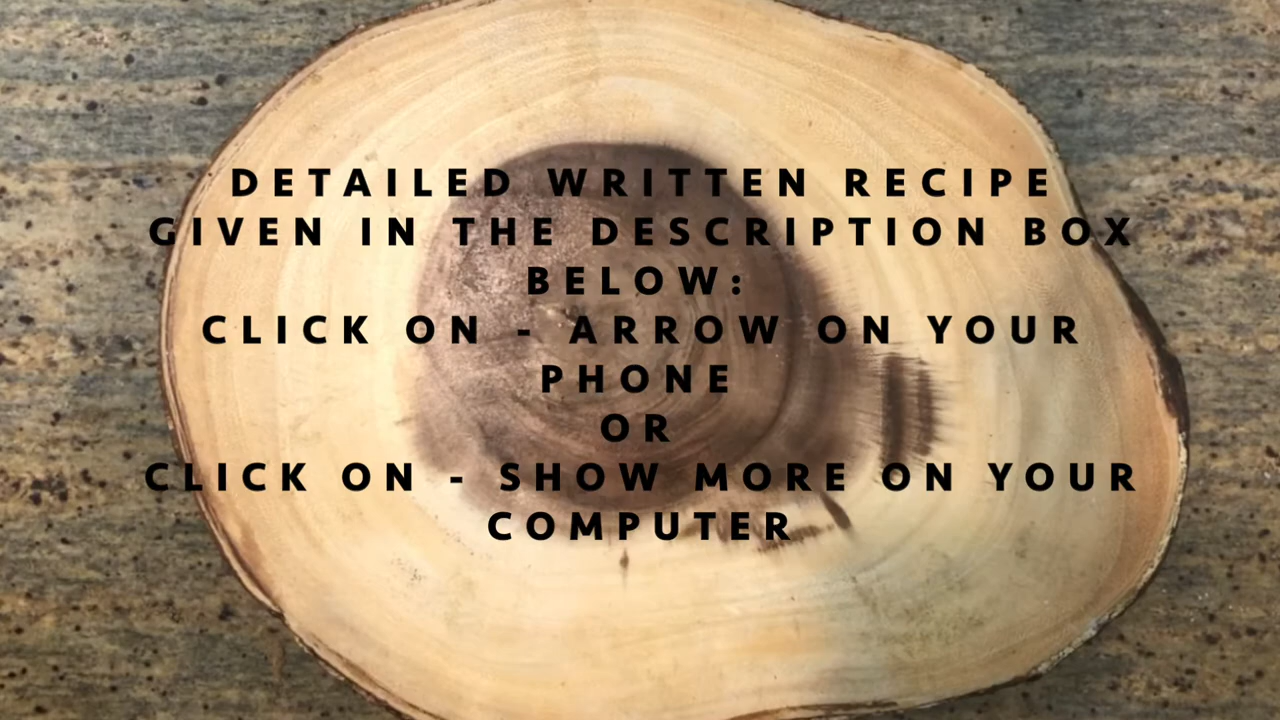 DETAILED WRITTEN RECIPE
GIVEN IN THE DESCRIPTION BOX
BELOW:
CLICK ON - ARROW ON YOUR
PHONE
OR
CLICK ON - SHOW MORE ON YOUR
COMPUTER